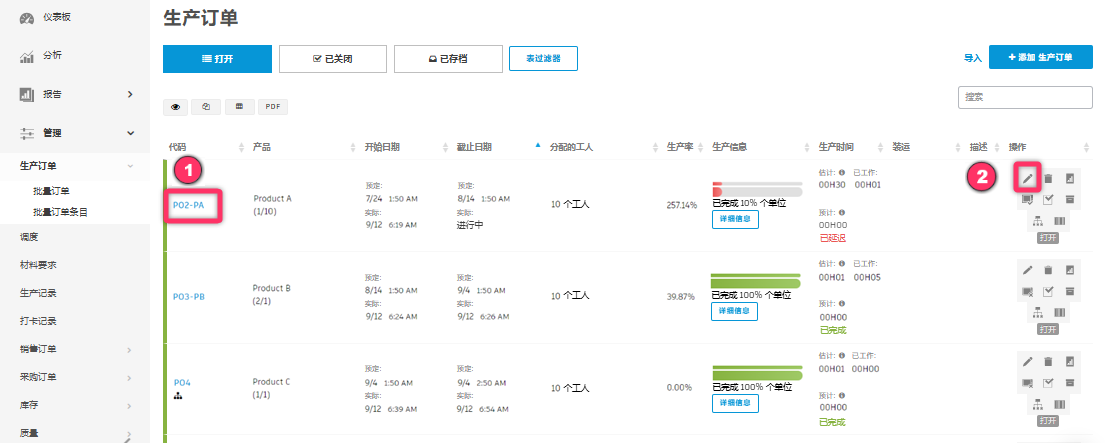 仪表板
分析
报告
管理
生产订单
批量订单
批量订单条目
调度
材料要求
生产记录
打卡记录
销售订单
采购订单
库存
质量
生产订单
打开
已关闭
已存档
表过滤器
导入
+ 添加 生产订单
PDF
搜索
代码
产品
开始日期
截止日期
分配的工人
生产率
生产信息
生产时间
装运
描述
操作
1
2
PO2-PA
Product A
(1/10)
预定:
7/24 1:50 AM
实际:
9/12 6:19 AM
预定:
8/14 1:50 AM
实际:
进行中
10 个工人
257.14%
已完成 10% 个单位
详细信息
估计: 已工作:
00H30 00H01
预计:
00H00
已延迟
打开
PO3-PB
Product B
(2/1)
预定:
8/14 1:50 AM
实际:
9/12 6:24 AM
预定:
9/4 1:50 AM
实际:
9/12 6:26 AM
10 个工人
39.87%
已完成 100% 个单位
详细信息
估计: 已工作:
00H01 00H05
预计:
00H00
已完成
打开
PO4
Product C
(1/1)
预定:
9/4 1:50 AM
实际:
9/12 6:39 AM
预定:
9/4 2:50 AM
实际:
9/12 6:54 AM
10 个工人
0.00%
已完成 100% 个单位
详细信息
估计: 已工作:
00H01 00H00
预计:
00H00
已完成
打开